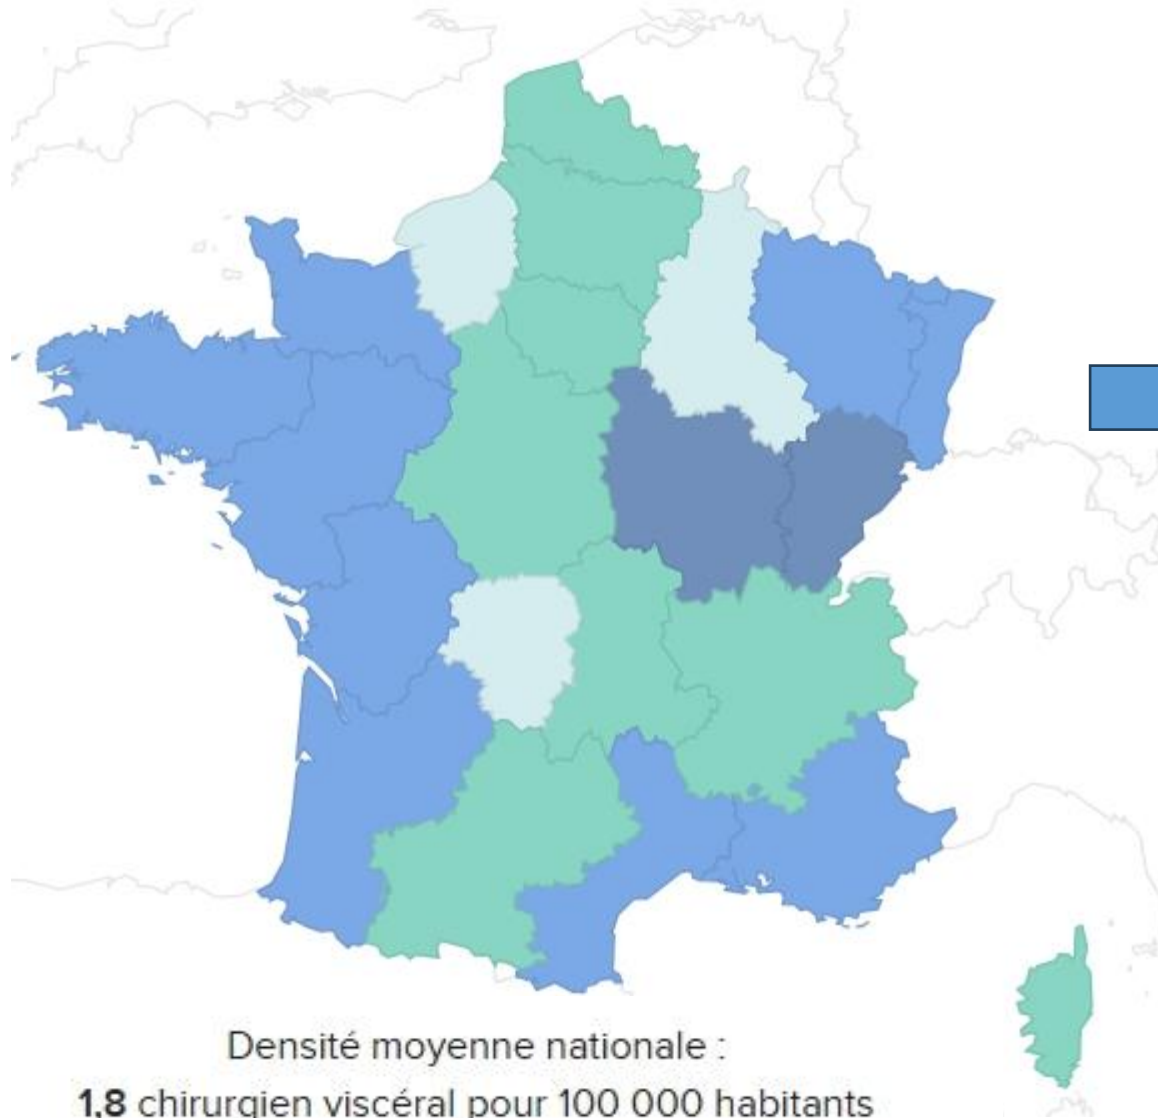 Densité moyenne nationale :
1,8 chirurgien viscéral pour 100 000 habitants